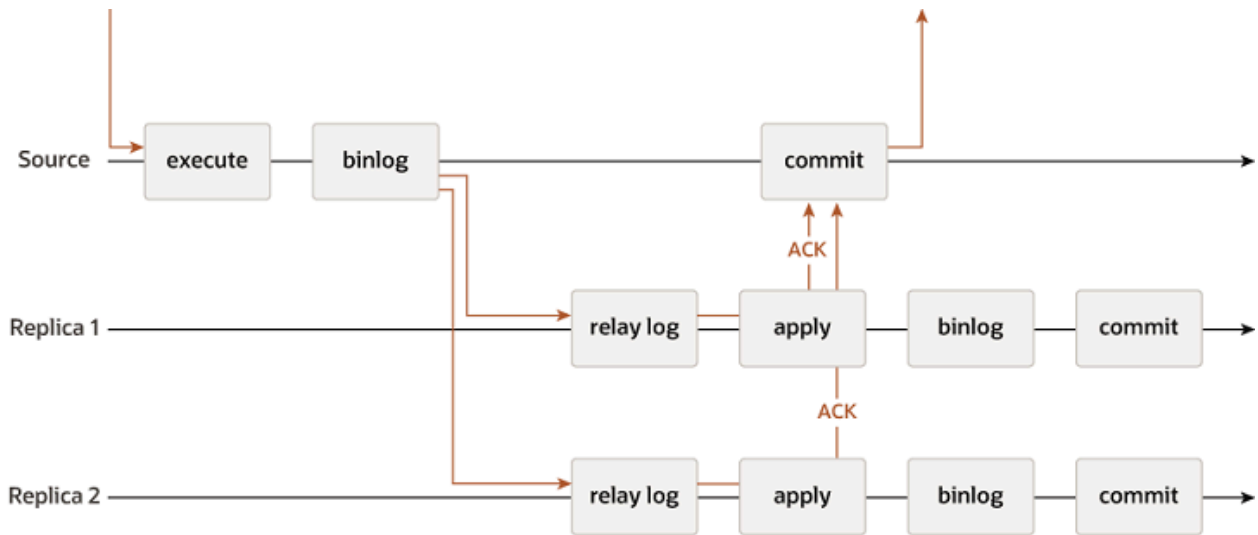 Source execute binlog commit
ACK
Replica 1 relay log apply binlog commit
ACK
Replica 2 relay log apply binlog commit